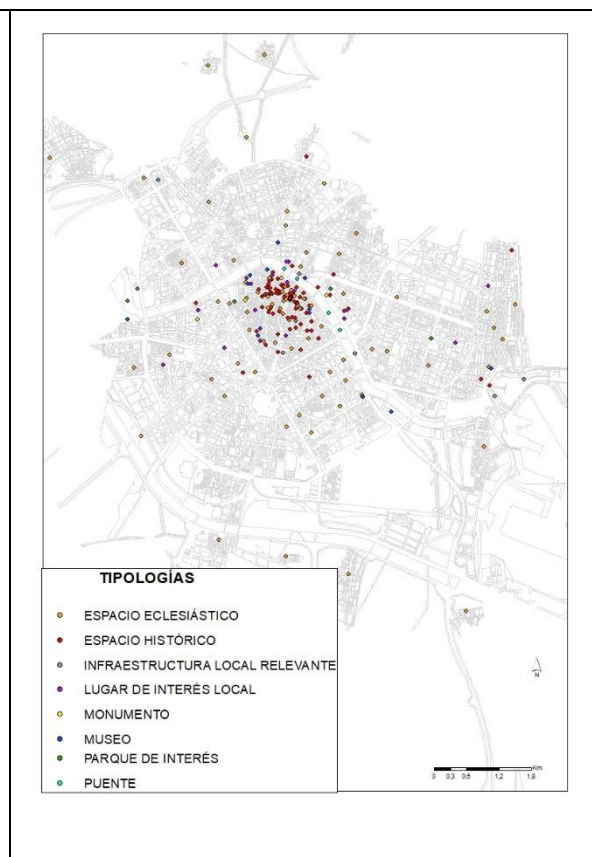 TIPOLOGÍAS
ESPACIO ECLESIÁSTICO
ESPACIO HISTÓRICO
INFRAESTRUCTURA LOCAL RELEVANTE
LUGAR DE INTERÉS LOCAL
MONUMENTO
MUSEO
PARQUE DE INTERÉS
PUENTE
N
Km
0 0,3 0,6 1,2 1,8